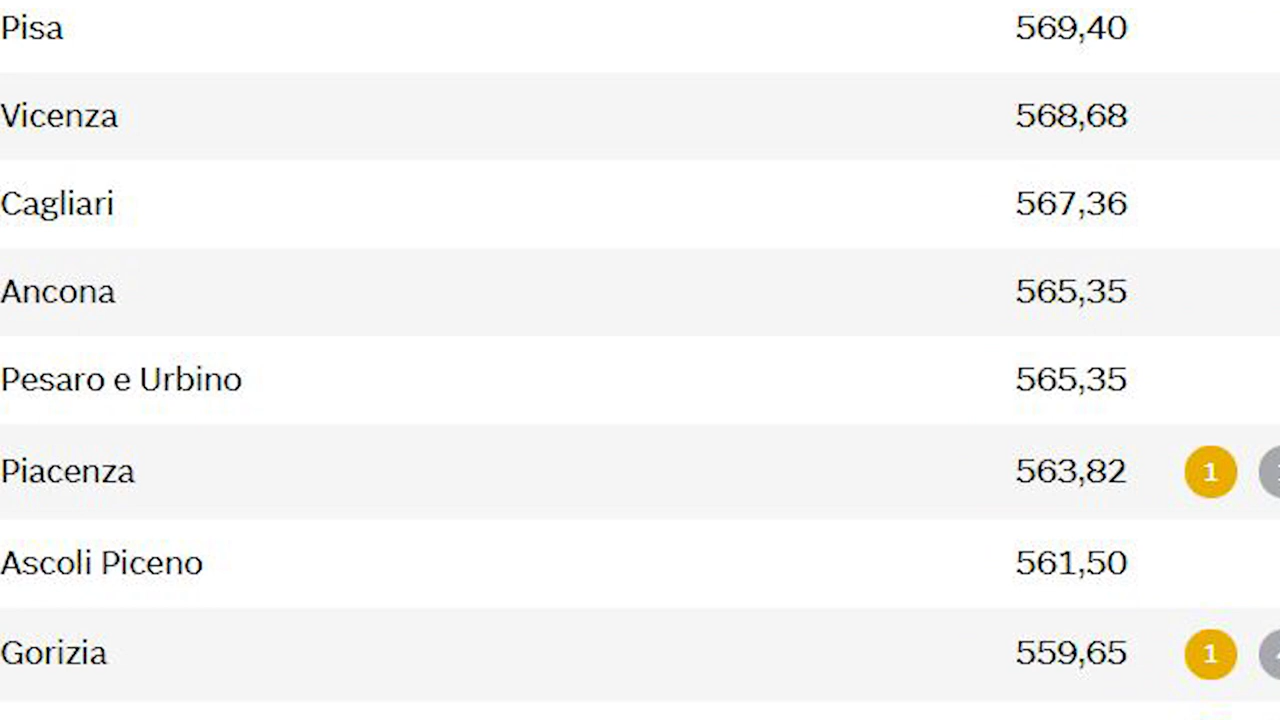 Pisa 569,40
Vicenza 568,68
Cagliari 567,36
Ancona 565,35
Pesaro e Urbino 565,35
Piacenza 563,82 1
Ascoli Piceno 561,50
Gorizia 559,65 1